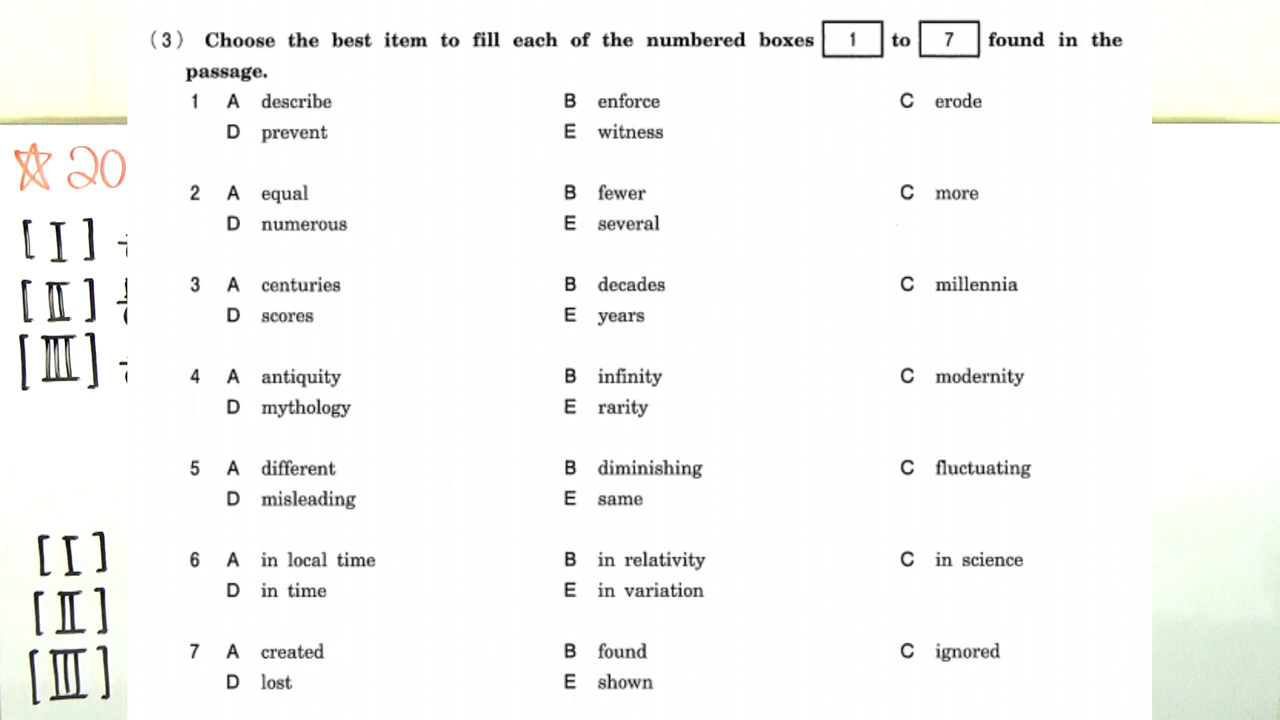 (3) Choose the best item to fill each of the numbered boxes 1 to 7 found in the
passage.
1 A describe B enforce C erode
D prevent E witness
2 A equal B fewer C more
D numerous E several
3 A centuries B decades C millennia
D scores E years
4 A antiquity B infinity C modernity
D mythology E rarity
5 A different B diminishing C fluctuating
D misleading E same
6 A in local time B in relativity C in science
D in time E in variation
7 A created B found C ignored
D lost E shown
☆ 20
[I]
[II]
[III]
[I]
[II]
[III]